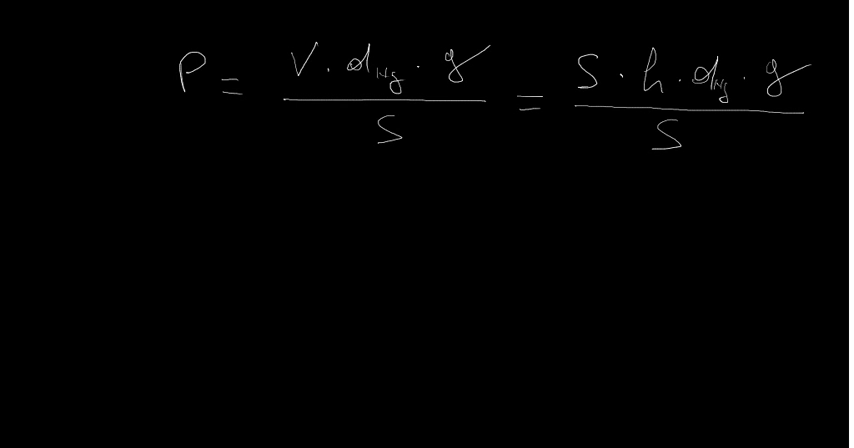 P = V · d_Hg · g / S = S · h · d_Hg · g / S